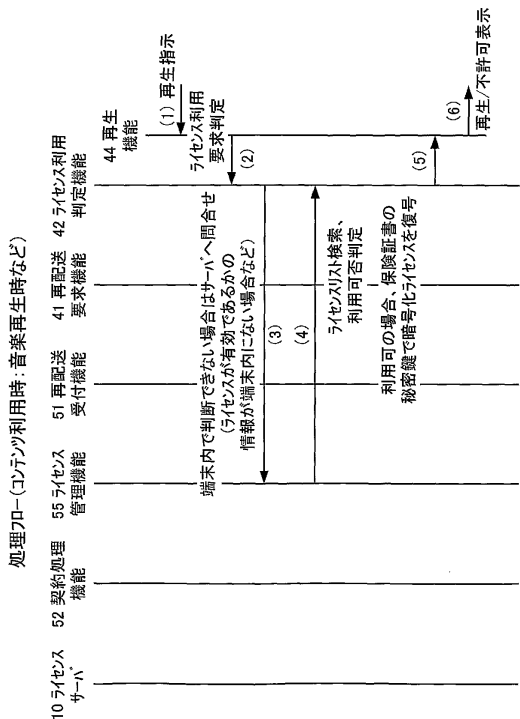 処理フロー(コンテンツ利用時:音楽再生時など)
10 ライセンス
サーバ
52 契約処理
機能
55 ライセンス
管理機能
51 再配送
受付機能
41 再配送
要求機能
42 ライセンス利用
判定機能
44 再生
機能
(1) 再生指示
ライセンス利用
要求判定
(2)
端末内で判断できない場合はサーバへ問合せ
(ライセンスが有効であるかの
情報が端末内にない場合など)
(3)
(4)
ライセンスリスト検索、
利用可否判定
利用可の場合、保険証書の
秘密鍵で暗号化ライセンスを復号
(5)
(6)
再生/不許可表示